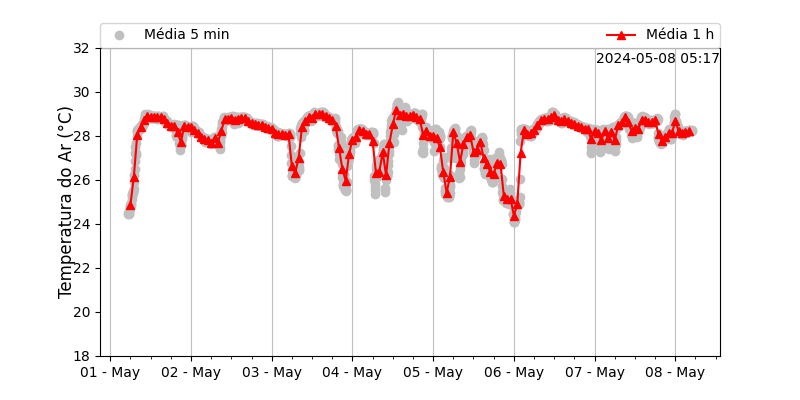 Média 5 min
Média 1 h
2024-05-08 05:17
Temperatura do Ar (°C)
32
30
28
26
24
22
20
18
01 - May
02 - May
03 - May
04 - May
05 - May
06 - May
07 - May
08 - May